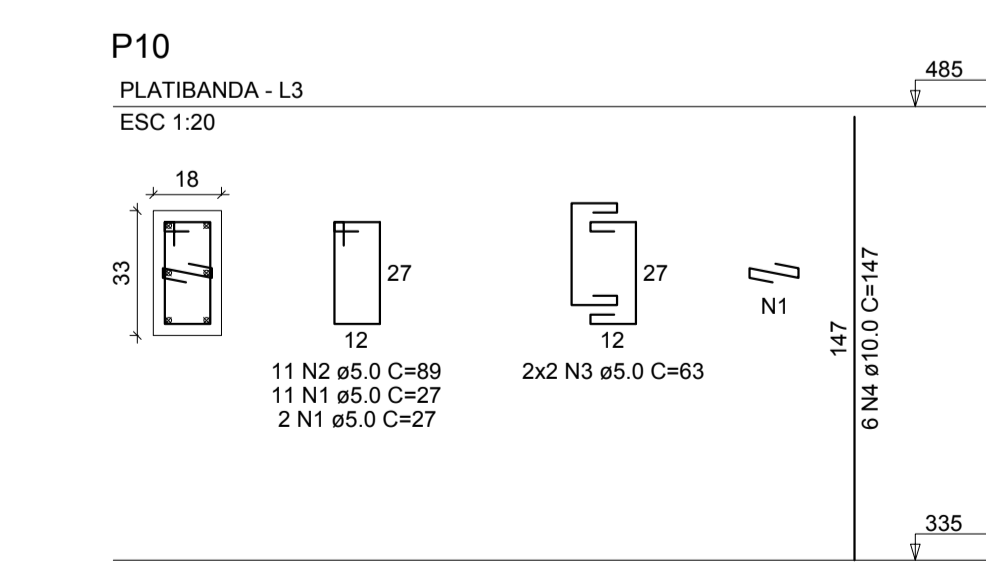 P10
PLATIBANDA - L3
ESC 1:20
485
18
33
27
12
11 N2 ø5.0 C=89
11 N1 ø5.0 C=27
2 N1 ø5.0 C=27
27
12
2x2 N3 ø5.0 C=63
N1
147
6 N4 ø10.0 C=147
335